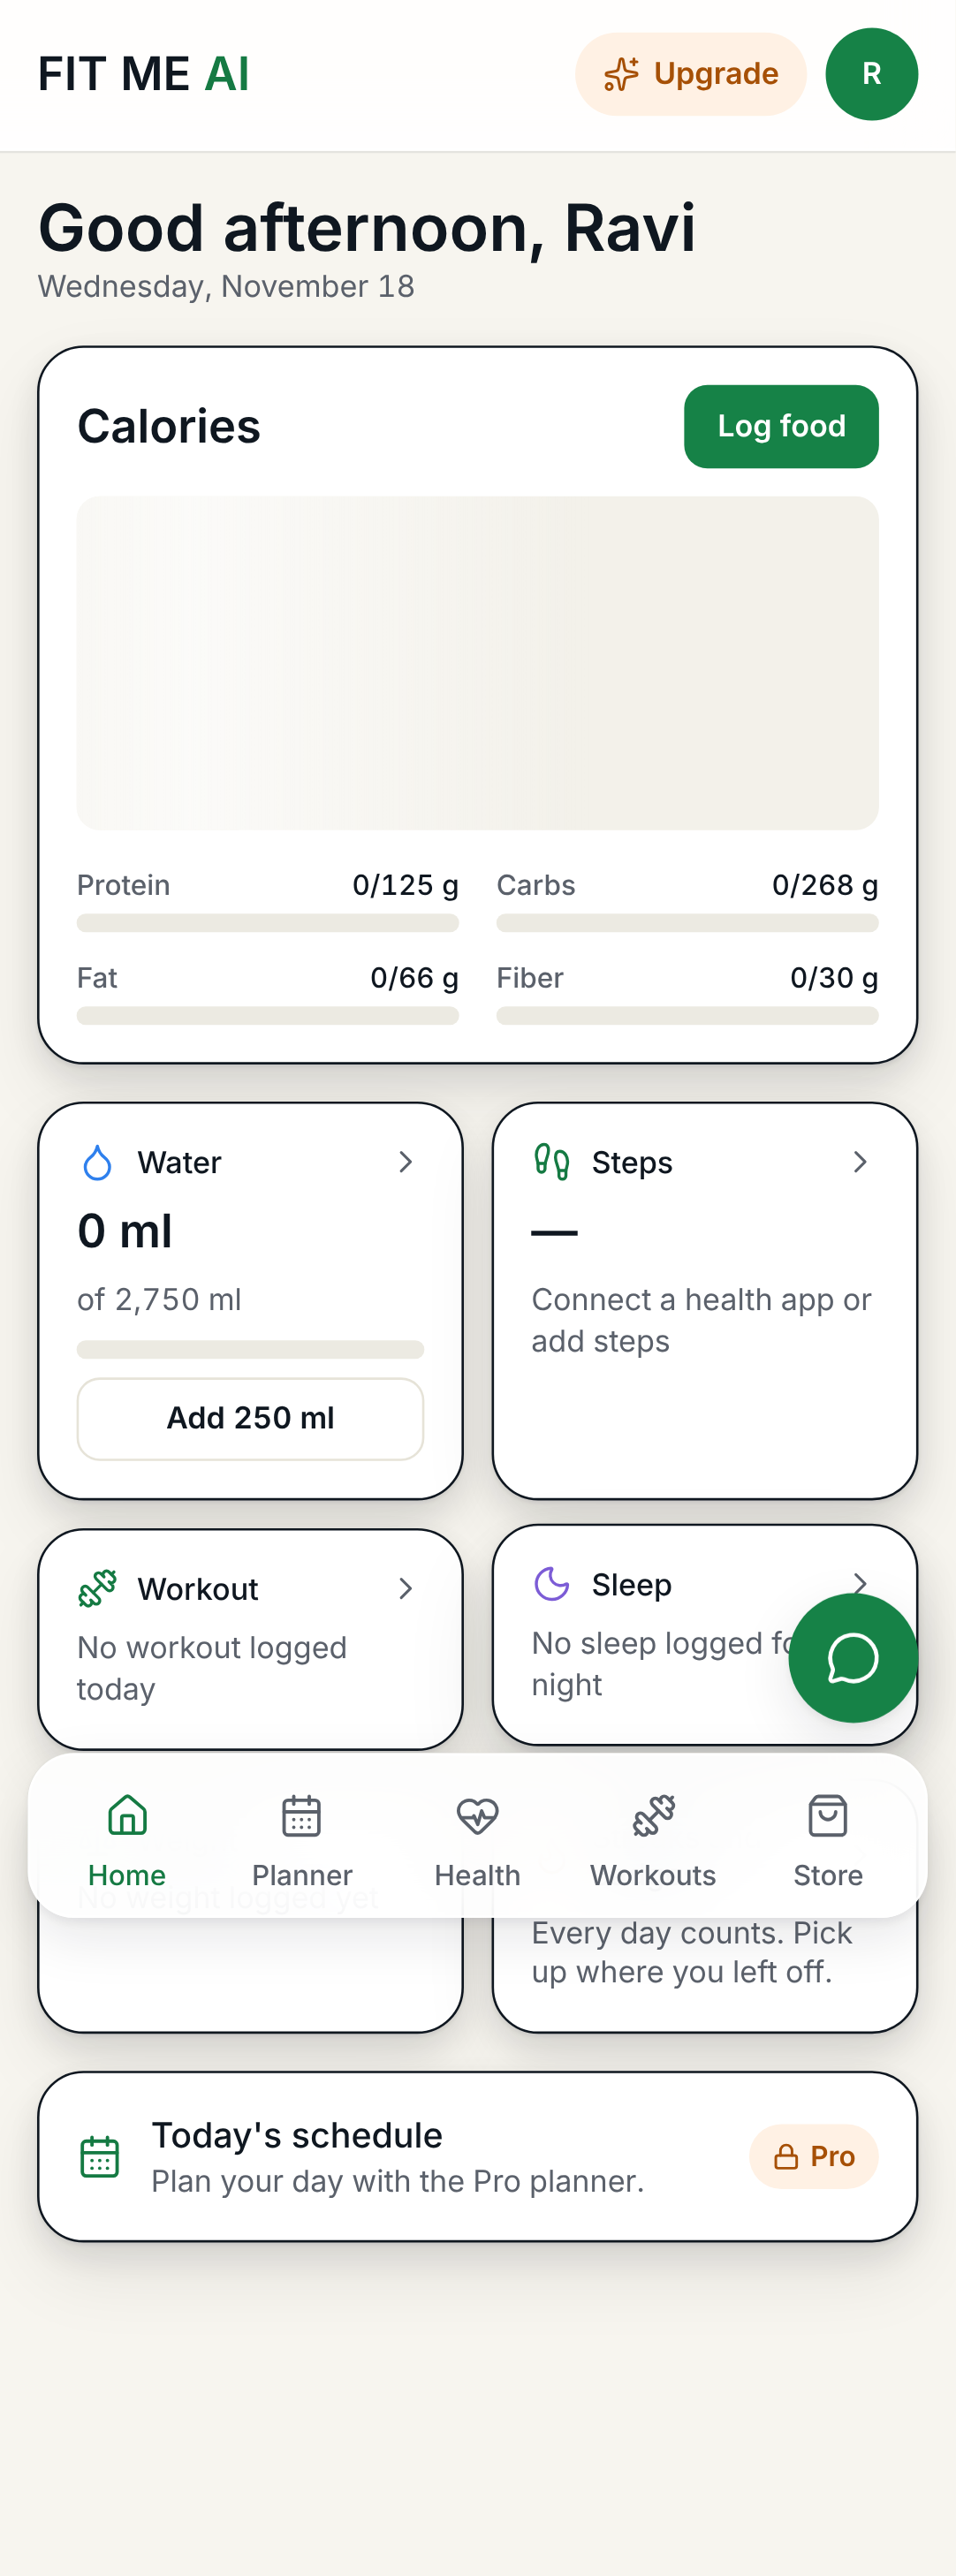 FIT ME AI
Upgrade
R
Good afternoon, Ravi
Wednesday, November 18
Calories
Log food
Protein 0/125 g
Carbs 0/268 g
Fat 0/66 g
Fiber 0/30 g
Water
0 ml
of 2,750 ml
Add 250 ml
Steps
—
Connect a health app or
add steps
Workout
No workout logged
today
Sleep
No sleep logged
night
Home
Planner
Health
Workouts
Store
No weight logged yet
Every day counts. Pick
up where you left off.
Today's schedule
Plan your day with the Pro planner.
Pro